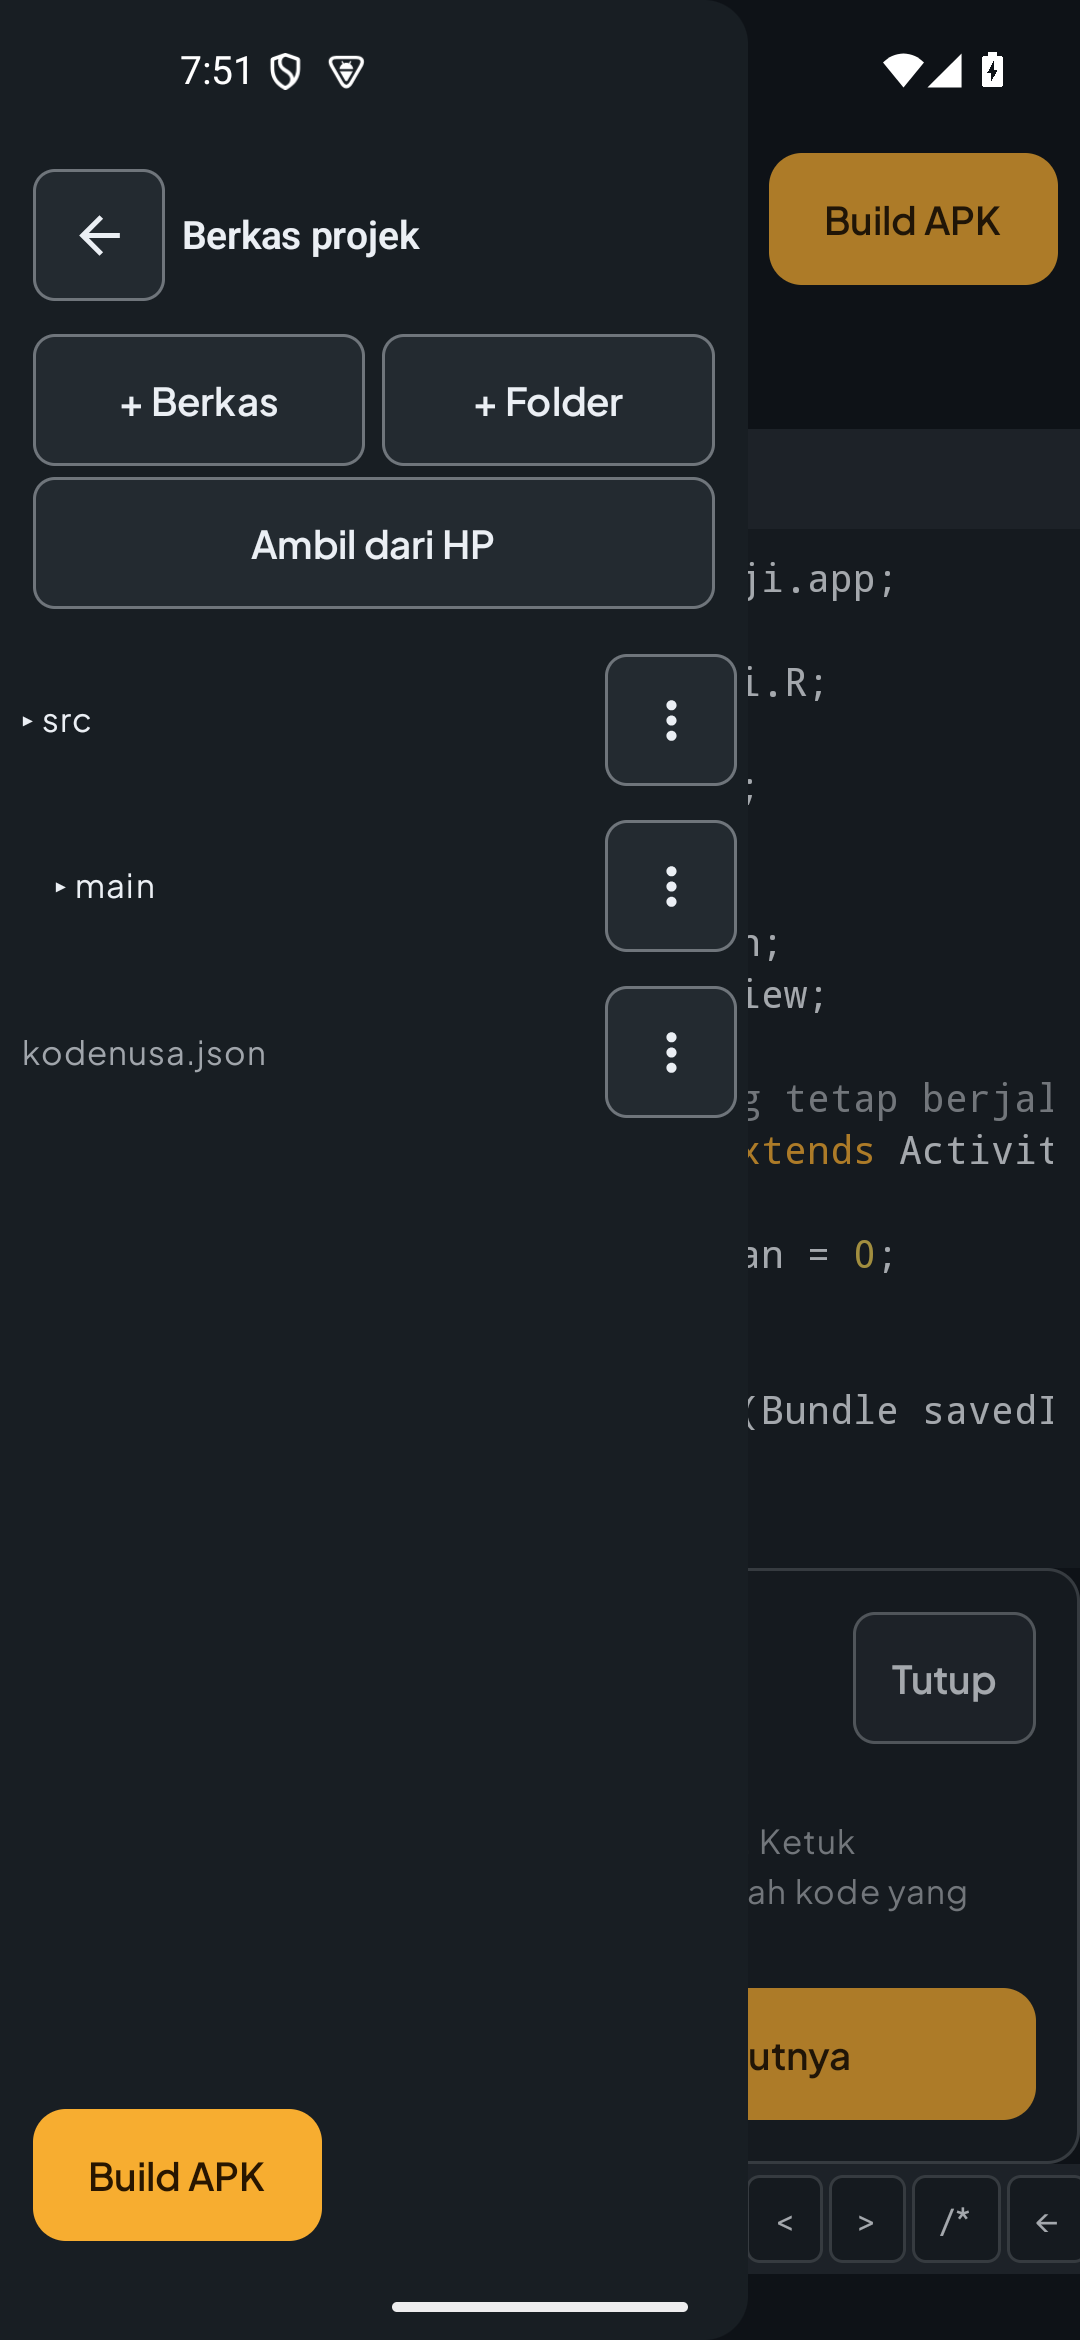 7:51
Build APK
Berkas projek
+ Berkas
+ Folder
Ambil dari HP
ji.app;
▸ src
i.R;
;
▸ main
n;
iew;
kodenusa.json
g tetap berjal
xtends Activit
an = 0;
(Bundle savedI
Tutup
Ketuk
ah kode yang
utnya
Build APK
< > /* ←